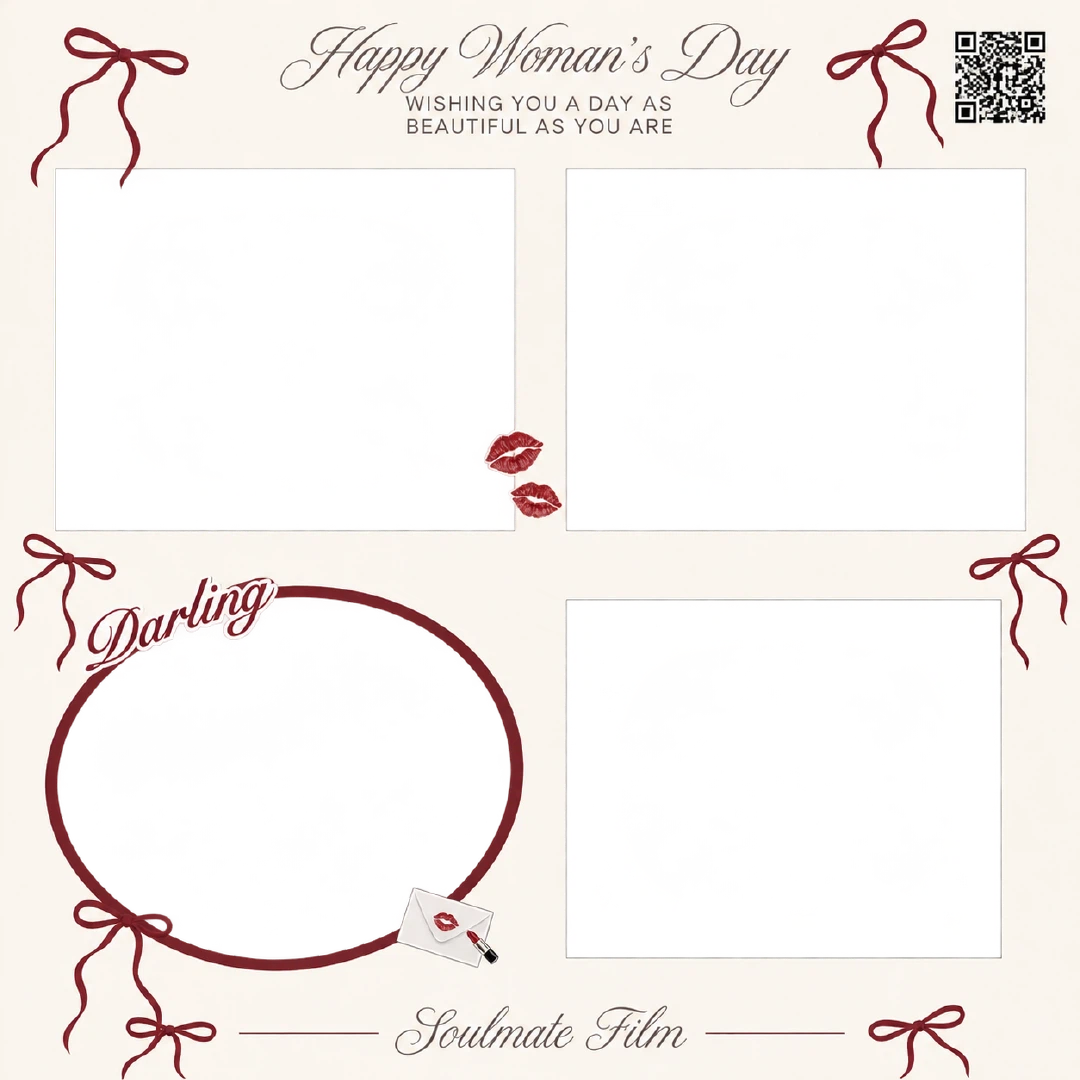 Happy Woman's Day
WISHING YOU A DAY AS
BEAUTIFUL AS YOU ARE
Darling
Soulmate Film